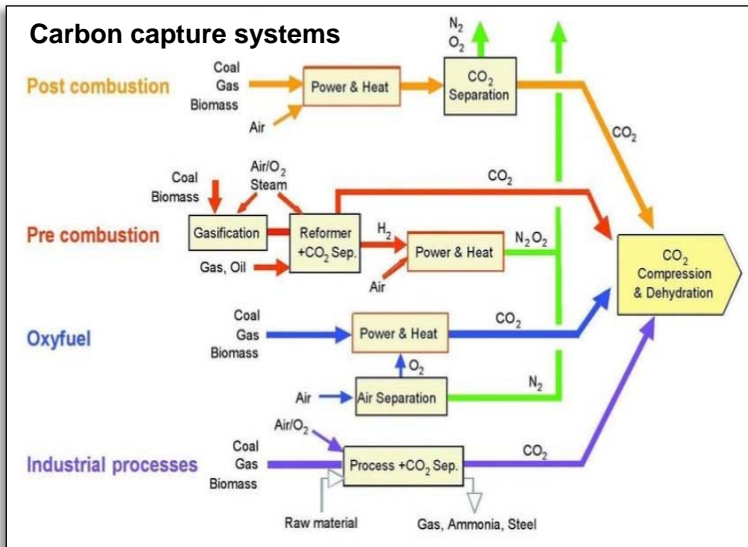 Carbon capture systems
N2
O2
Post combustion
Coal
Gas
Biomass
Air
Power & Heat
CO2
Separation
CO2
Pre combustion
Coal
Biomass
Air/O2
Steam
CO2
Gasification
Reformer
+CO2 Sep.
H2
Gas, Oil
Air
Power & Heat
N2 O2
CO2
Compression
& Dehydration
Oxyfuel
Coal
Gas
Biomass
Power & Heat
CO2
O2
Air
Air Separation
N2
Industrial processes
Air/O2
Coal
Gas
Biomass
Process +CO2 Sep.
CO2
Raw material
Gas, Ammonia, Steel